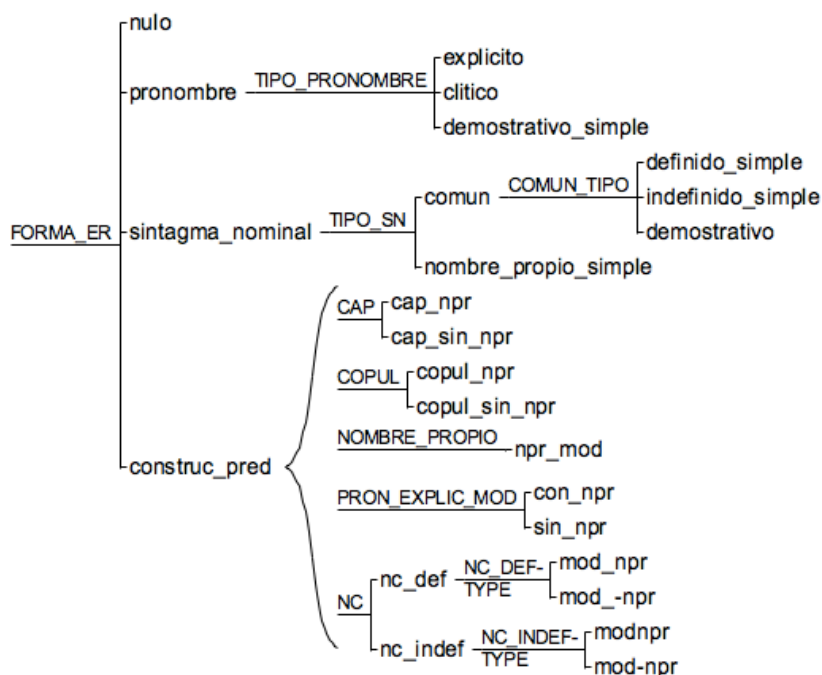 nulo
pronombre TIPO_PRONOMBRE explicito
clitico
demostrativo_simple
FORMA_ER sintagma_nominal TIPO_SN comun COMUN_TIPO definido_simple
indefinido_simple
demostrativo
nombre_propio_simple
construc_pred
CAP cap_npr
cap_sin_npr
COPUL copul_npr
copul_sin_npr
NOMBRE_PROPIO npr_mod
PRON_EXPLIC_MOD con_npr
sin_npr
NC nc_def NC_DEF-
TYPE mod_npr
mod_-npr
nc_indef NC_INDEF-
TYPE modnpr
mod-npr